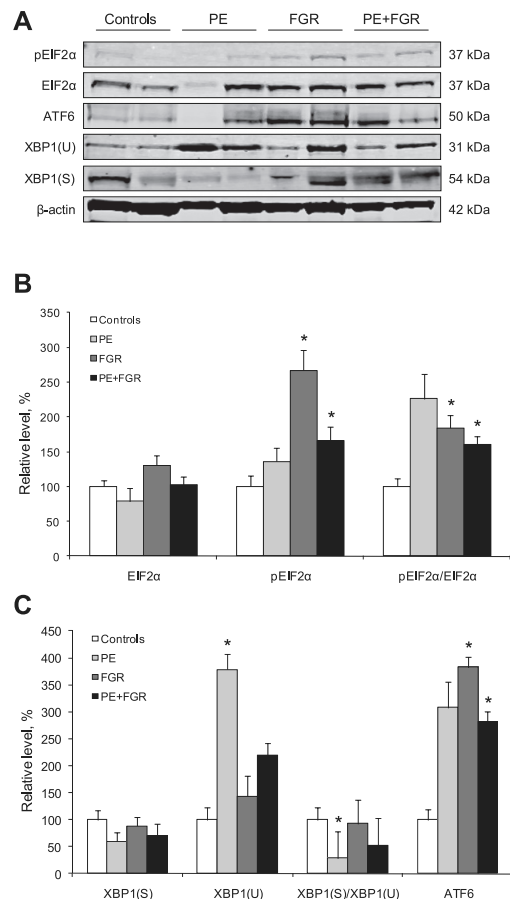 A
Controls PE FGR PE+FGR
pEIF2α 37 kDa
EIF2α 37 kDa
ATF6 50 kDa
XBP1(U) 31 kDa
XBP1(S) 54 kDa
β-actin 42 kDa
B
350
300
250
200
150
100
50
0
Relative level, %
Controls
PE
FGR
PE+FGR
* * * *
EIF2α pEIF2α pEIF2α/EIF2α
C
450
400
350
300
250
200
150
100
50
0
Relative level, %
Controls
PE
FGR
PE+FGR
* * * *
XBP1(S) XBP1(U) XBP1(S)/XBP1(U) ATF6